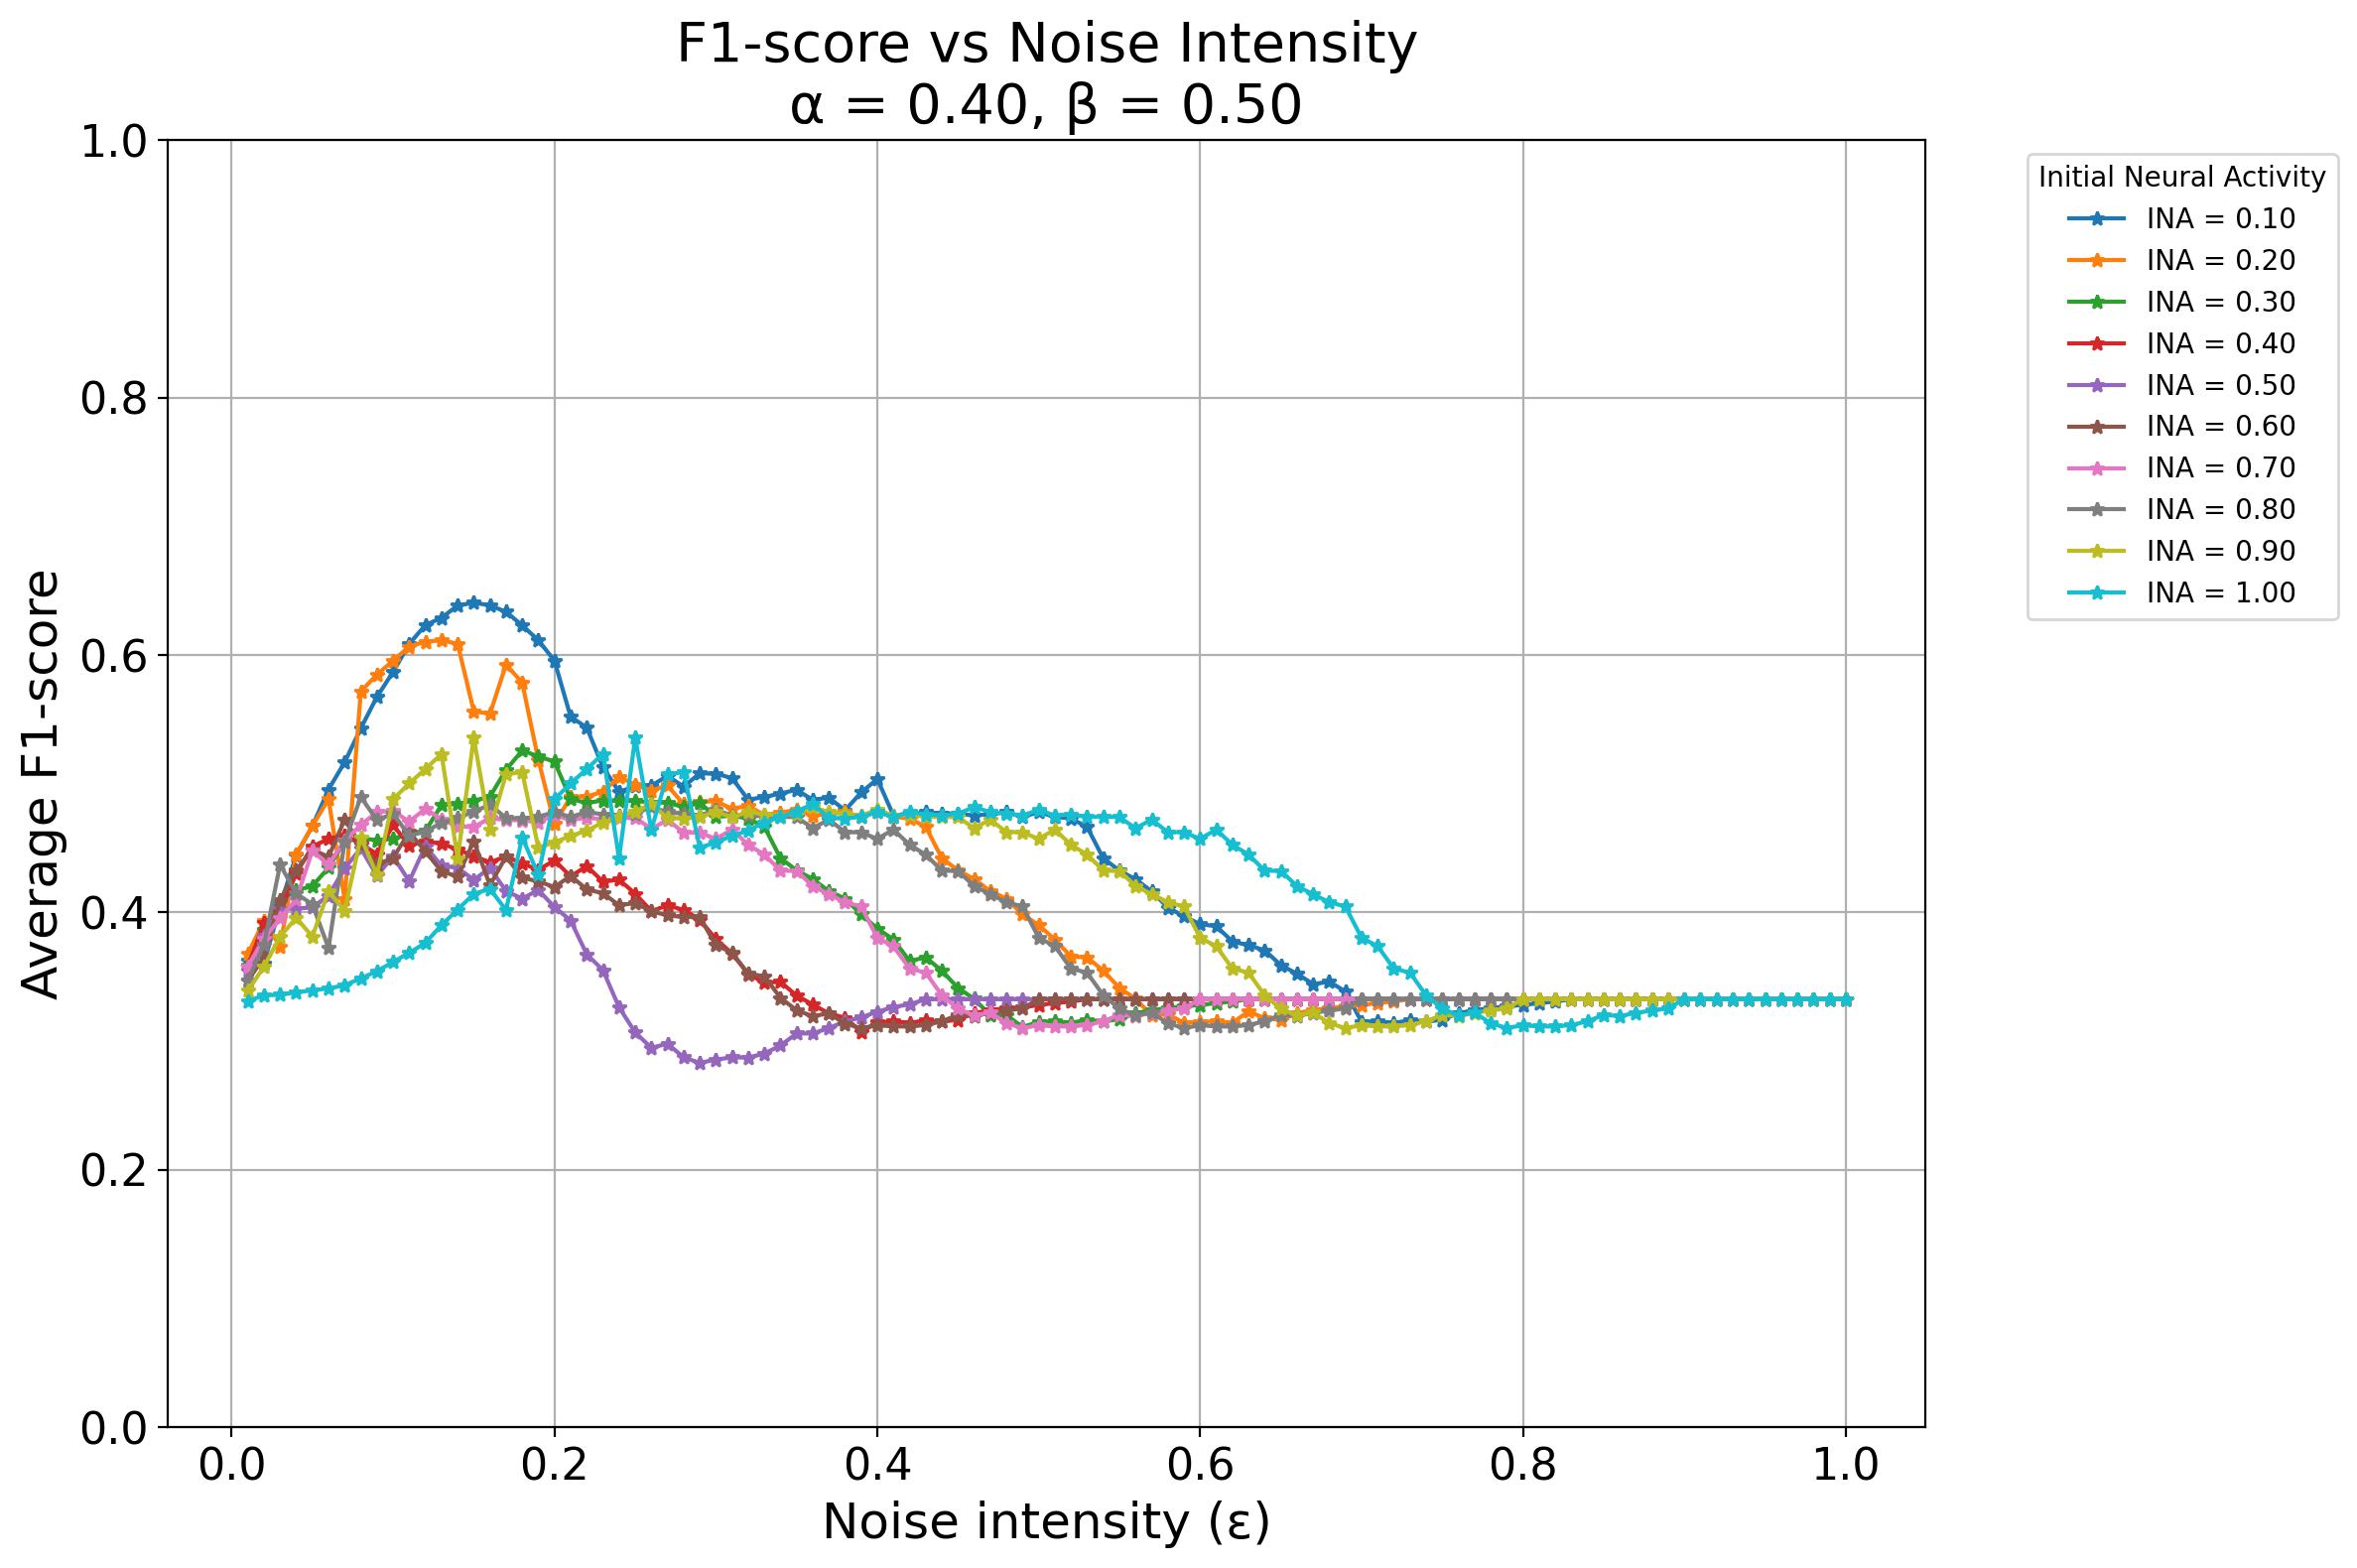 F1-score vs Noise Intensity
α = 0.40, β = 0.50
1.0
0.8
0.6
0.4
0.2
0.0
Average F1-score
0.0 0.2 0.4 0.6 0.8 1.0
Noise intensity (ε)
Initial Neural Activity
INA = 0.10
INA = 0.20
INA = 0.30
INA = 0.40
INA = 0.50
INA = 0.60
INA = 0.70
INA = 0.80
INA = 0.90
INA = 1.00